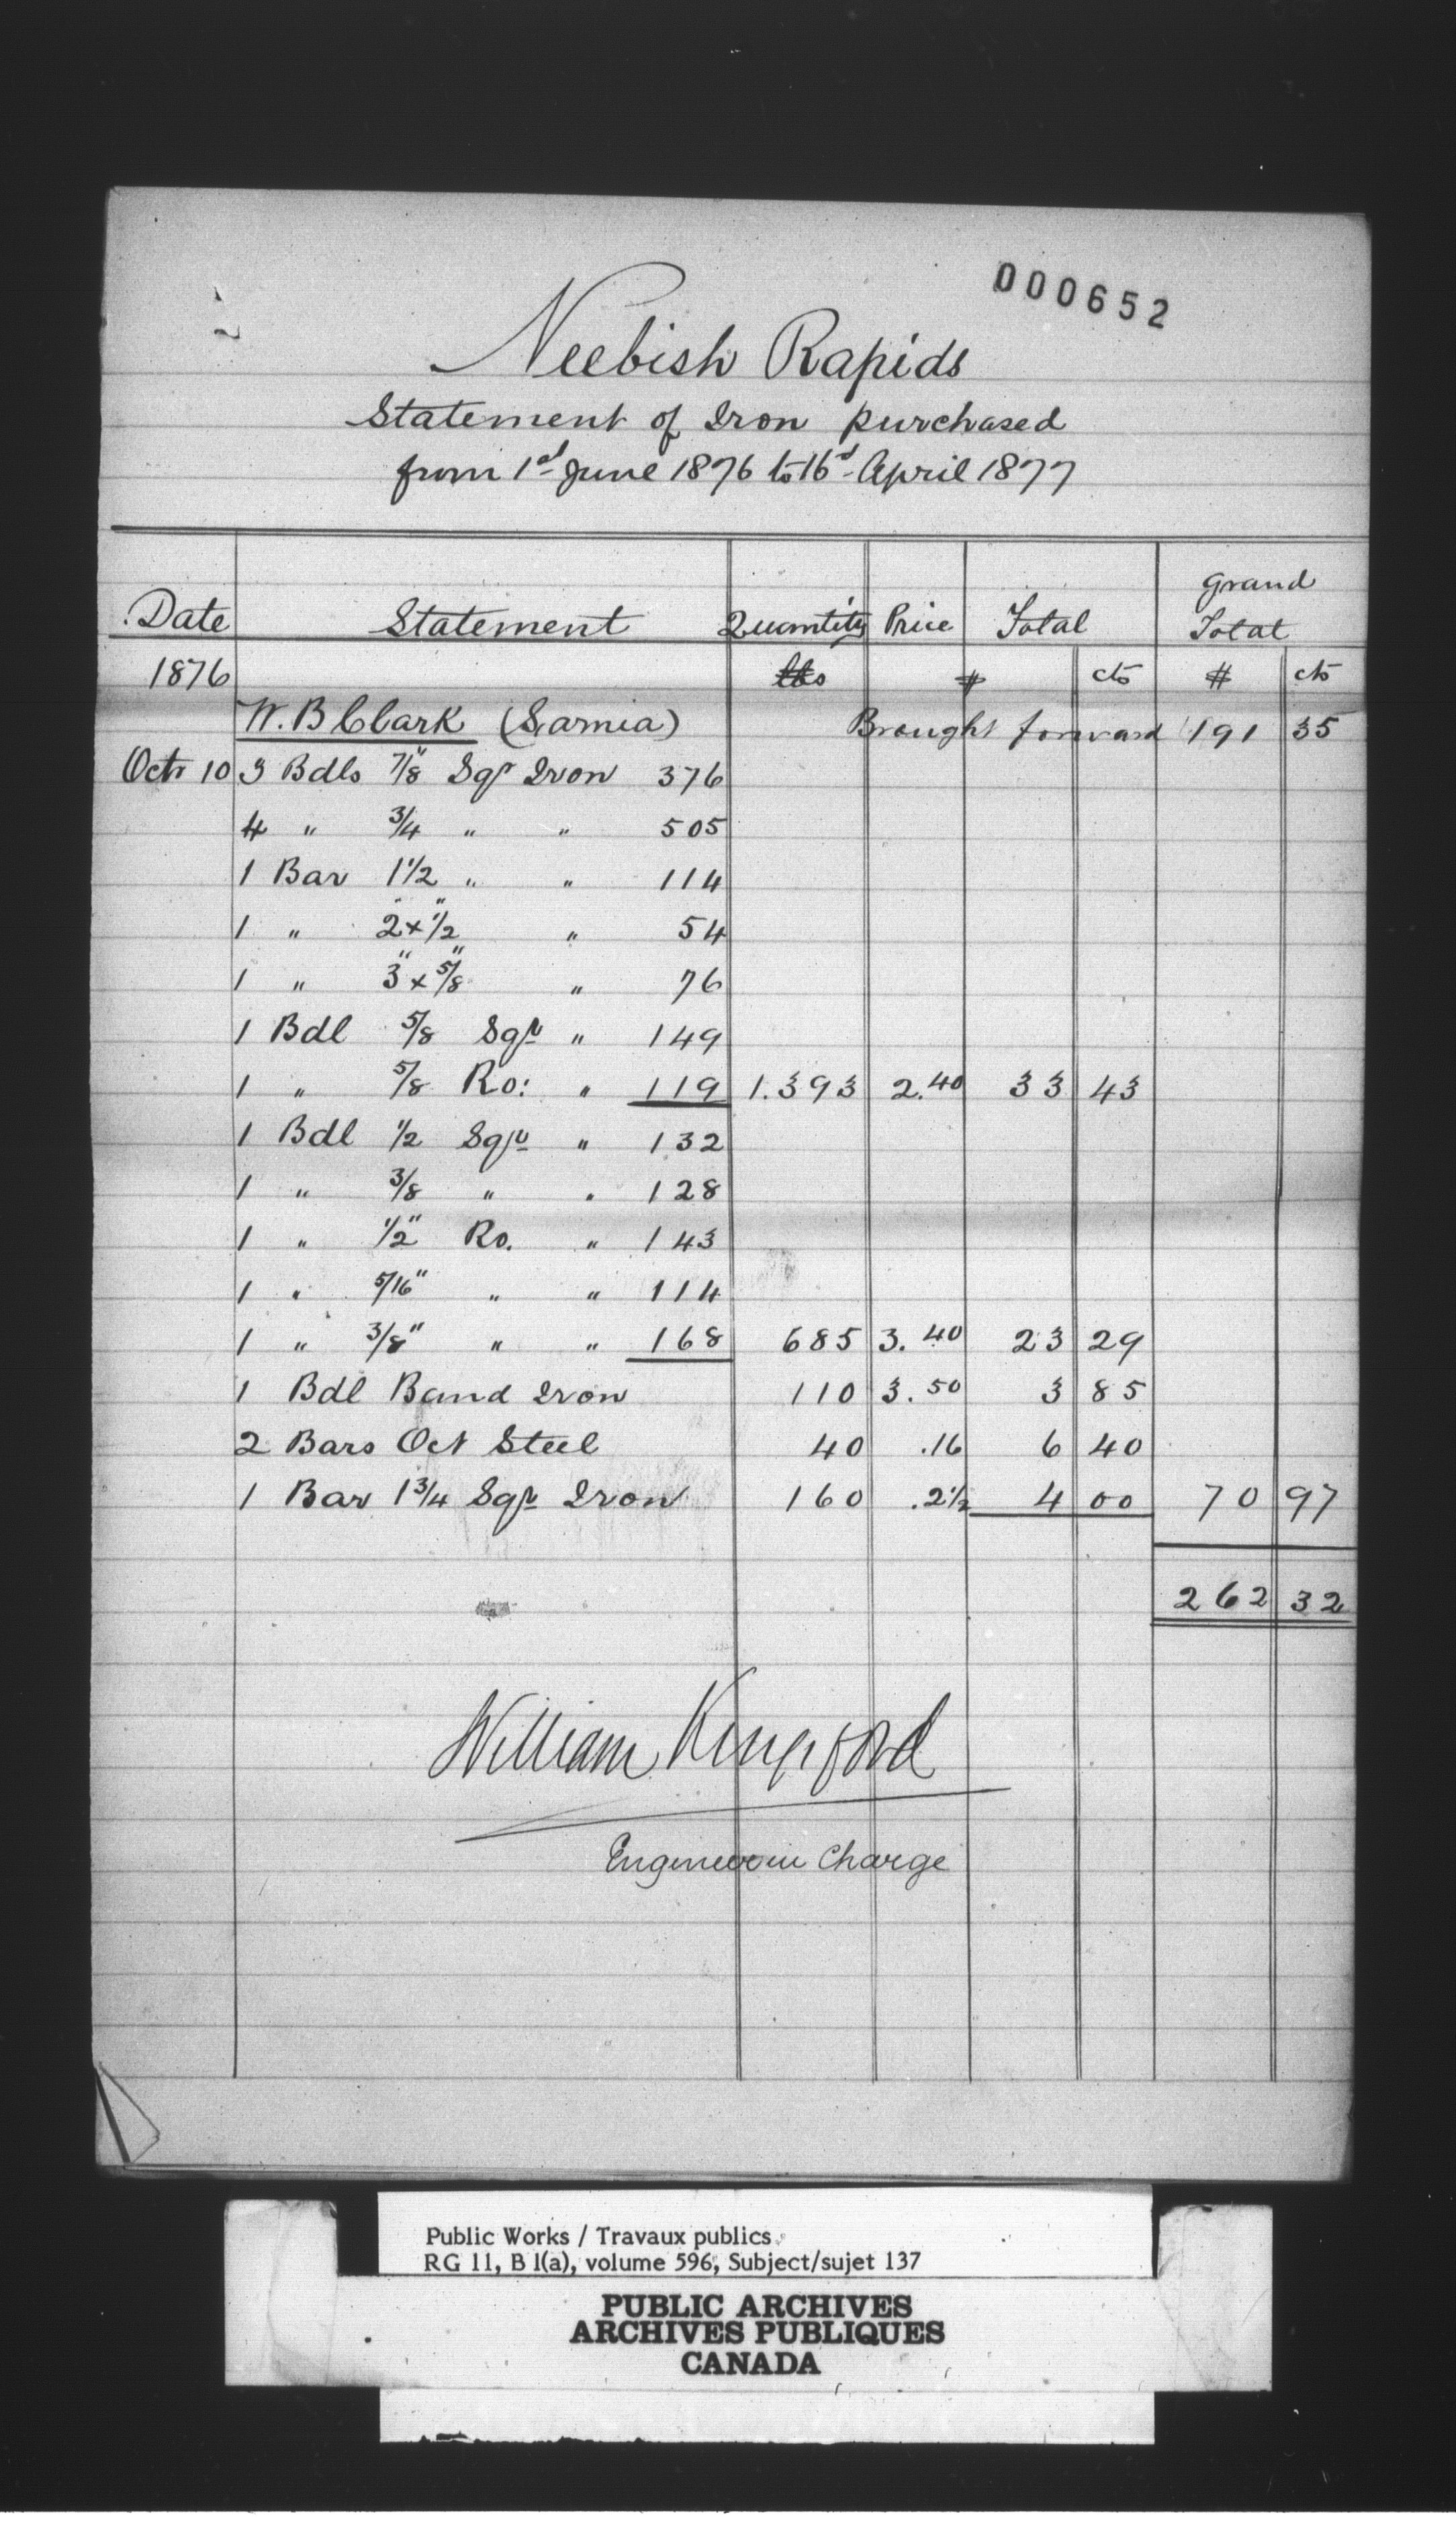 000652
Neebish Rapids
Statement of Iron purchased
from 1st June 1876 to 16th April 1877
Grand
Date Statement Quantity Price Total Total
1876 lbs $ cts $ cts
W. B Clark (Sarnia) Brought forward 191 35
Octr 10 3 Bdls 7/8" Sqr Iron 376
4 " 3/4 " " 505
1 Bar 1 1/2 " " 114
1 " 2" x 1/2" " 54
1 " 3" x 5/8" " 76
1 Bdl 5/8 Sqr " 149
1 " 5/8 Ro: " 119 1.393 2.40 33 43
1 Bdl 1/2 Sqr " 132
1 " 3/8 " " 128
1 " 1/2" Ro. " 143
1 " 5/16" " " 114
1 " 3/8" " " 168 685 3.40 23 29
1 Bdl Band Iron 110 3.50 3 85
2 Bars Oct Steel 40 .16 6 40
1 Bar 1 3/4 Sqr Iron 160 .2 1/2 4 00 70 97
262 32
William Kingsford
Engineer in Charge
Public Works / Travaux publics
RG 11, B 1(a), volume 596, Subject/sujet 137
PUBLIC ARCHIVES
ARCHIVES PUBLIQUES
CANADA